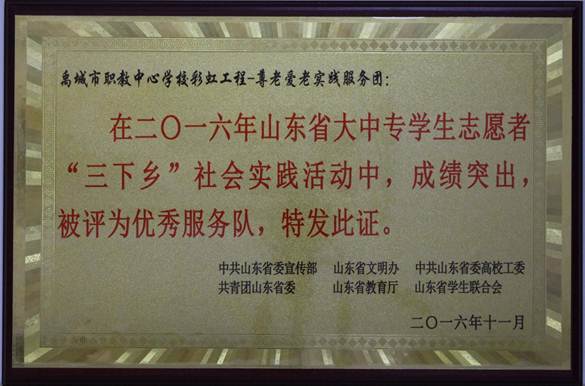 禹城市职教中心学校彩虹工程-尊老爱老实践服务团：
在二〇一六年山东省大中专学生志愿者
“三下乡”社会实践活动中，成绩突出，
被评为优秀服务队，特发此证。
中共山东省委宣传部 山东省文明办 中共山东省委高校工委
共青团山东省委 山东省教育厅 山东省学生联合会
二〇一六年十一月